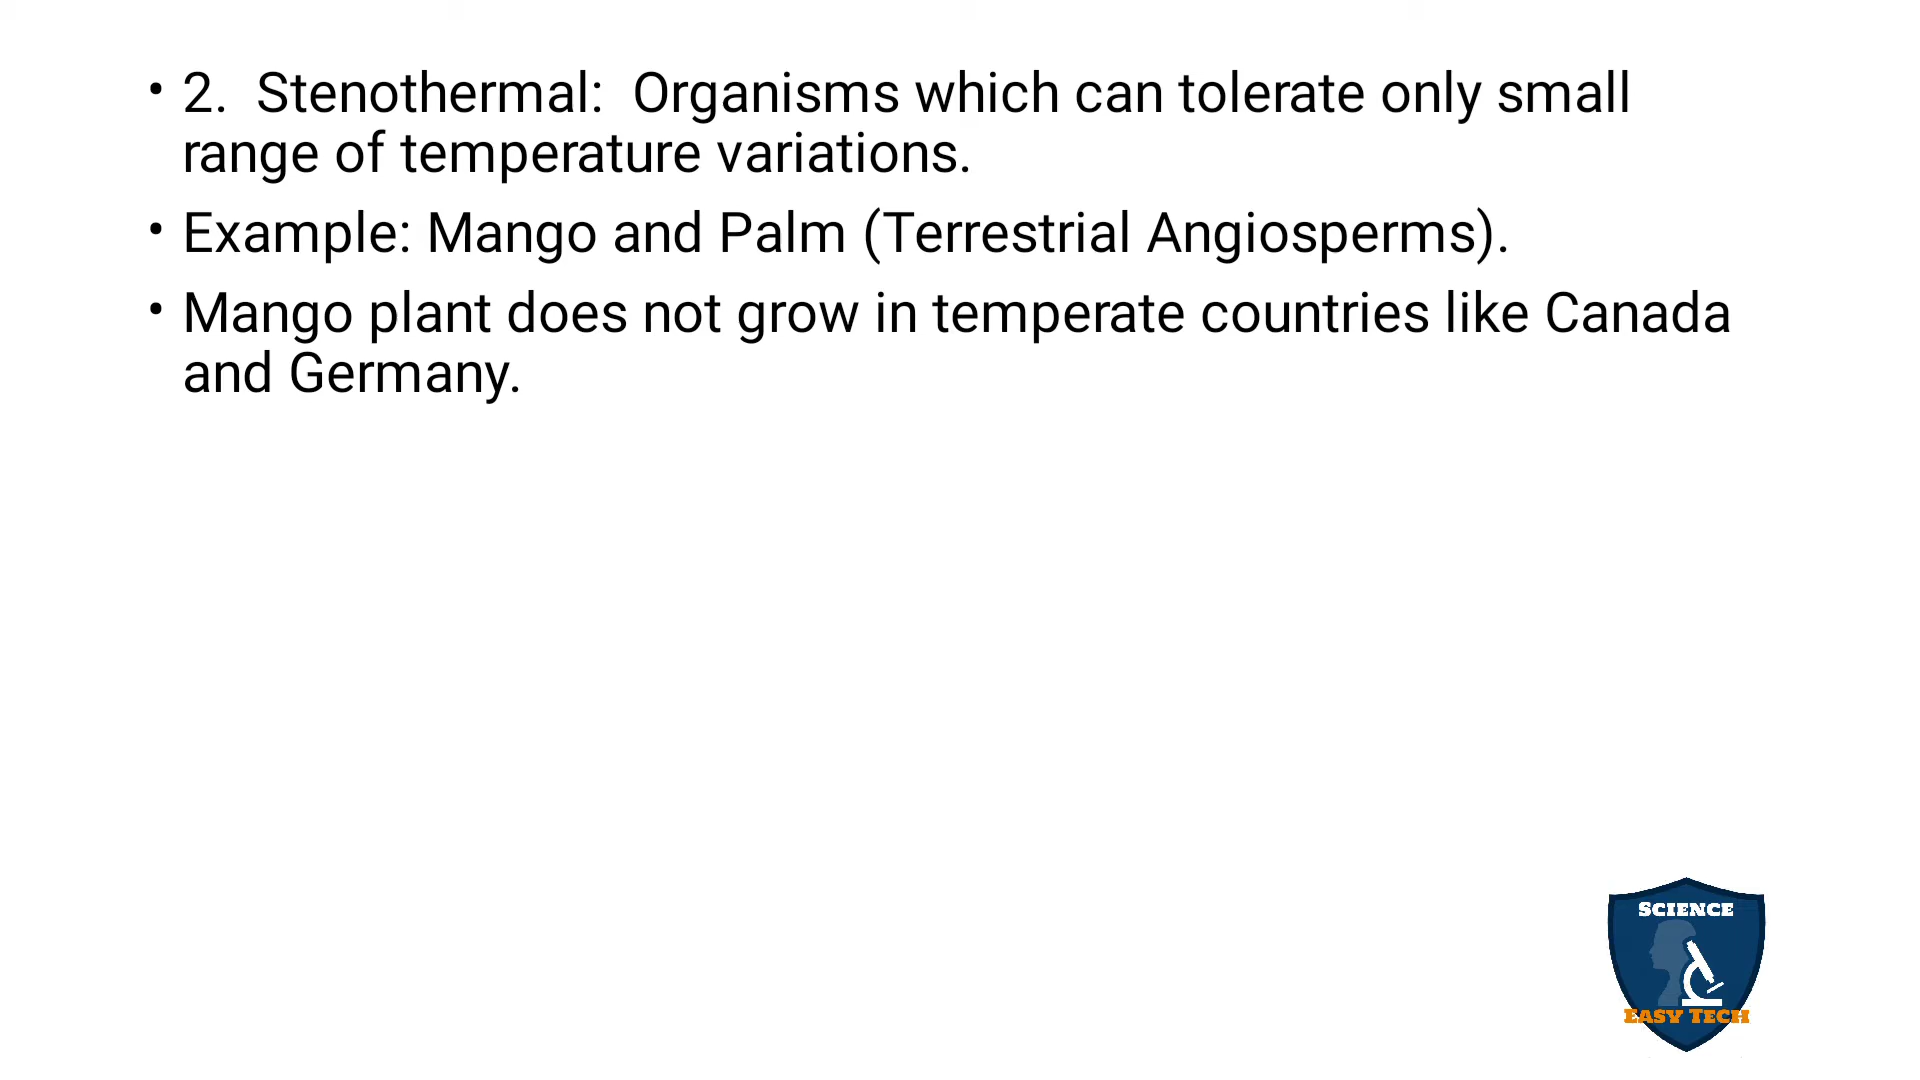 • 2.  Stenothermal:  Organisms which can tolerate only small
range of temperature variations.
• Example: Mango and Palm (Terrestrial Angiosperms).
• Mango plant does not grow in temperate countries like Canada
and Germany.
SCIENCE
EASY TECH